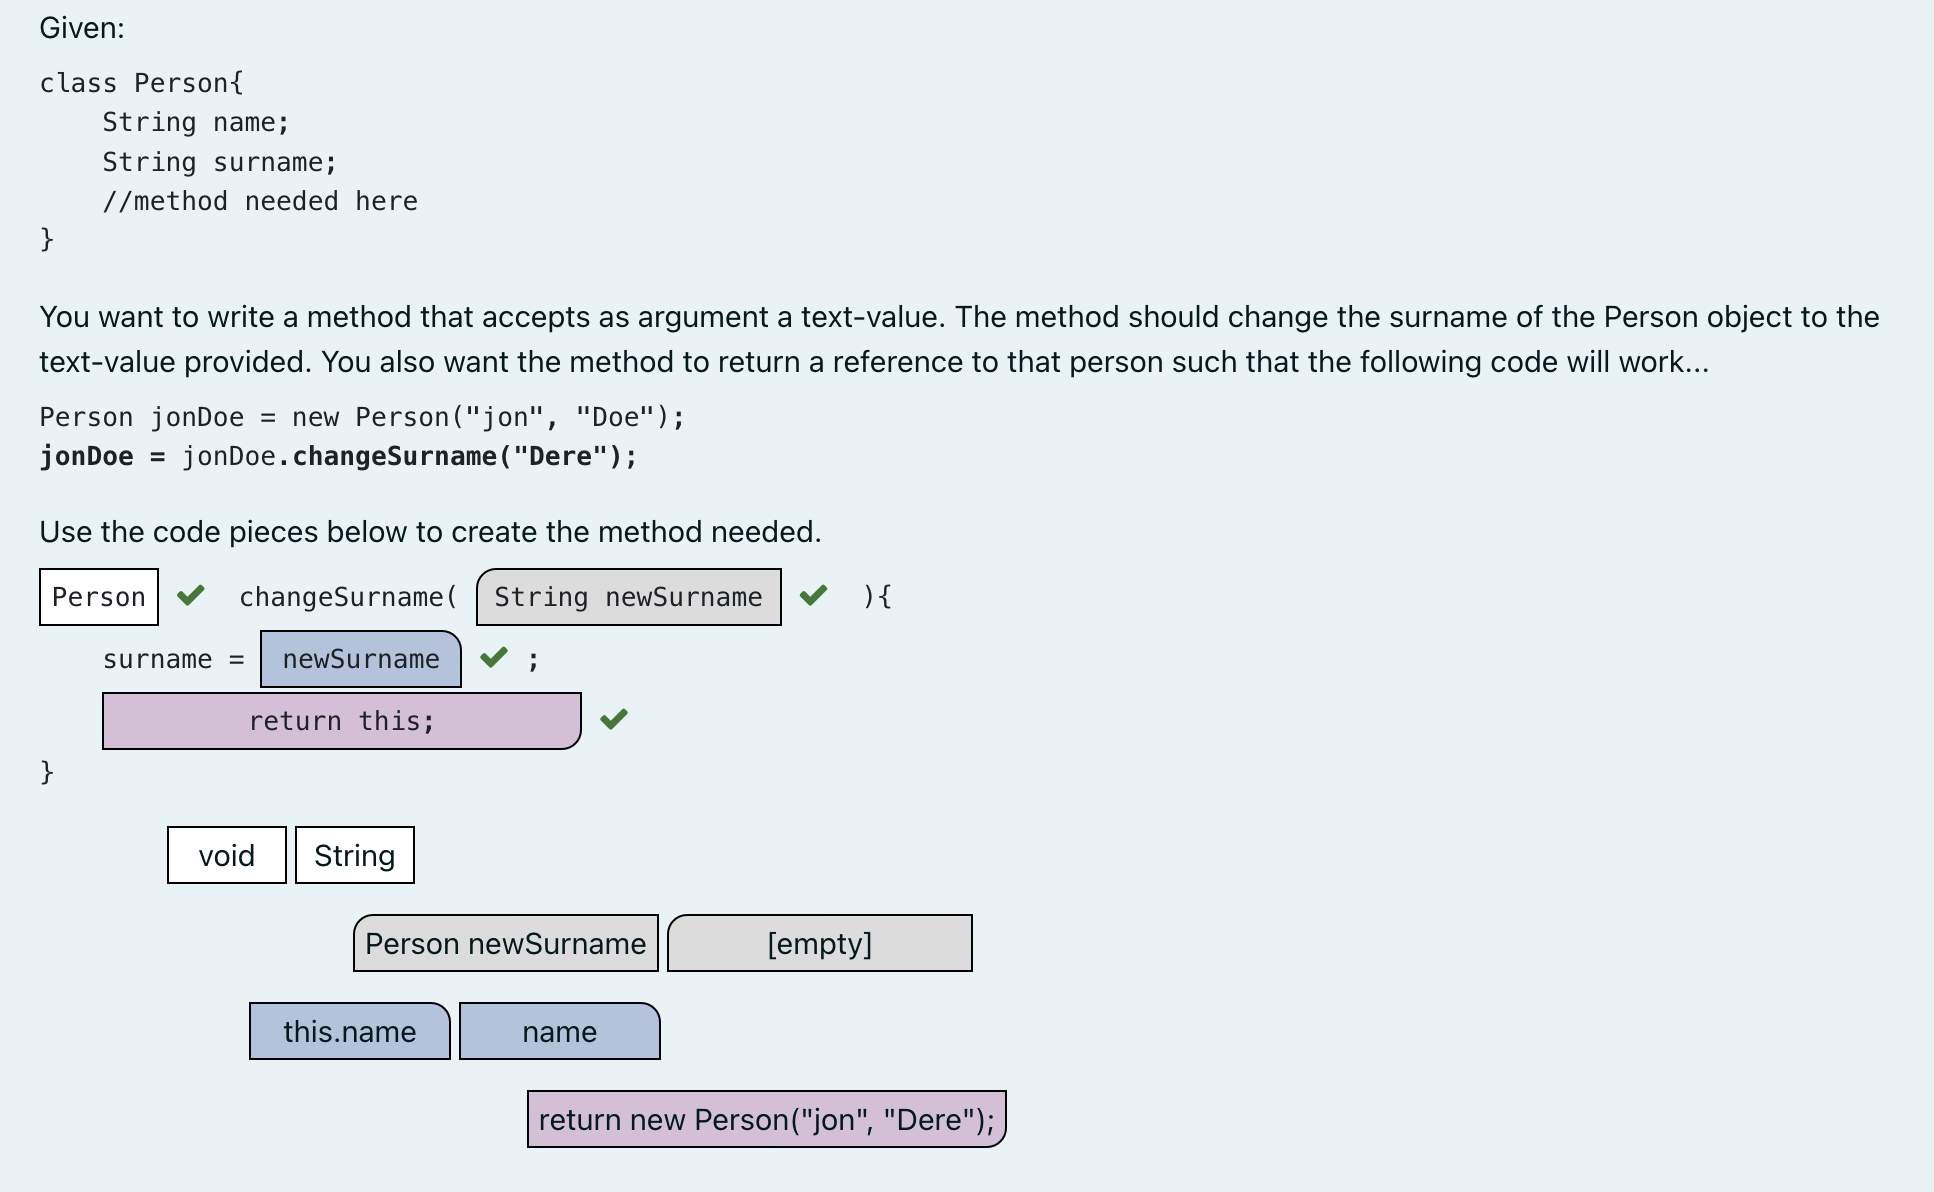 Given:
class Person{
    String name;
    String surname;
    //method needed here
}
You want to write a method that accepts as argument a text-value. The method should change the surname of the Person object to the
text-value provided. You also want the method to return a reference to that person such that the following code will work...
Person jonDoe = new Person("jon", "Doe");
jonDoe = jonDoe.changeSurname("Dere");
Use the code pieces below to create the method needed.
Person changeSurname( String newSurname ){
    surname = newSurname ;
    return this;
}
void String
Person newSurname [empty]
this.name name
return new Person("jon", "Dere");